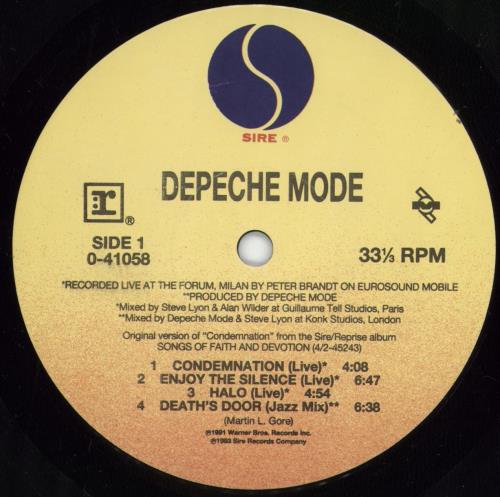 SIRE ®
DEPECHE MODE
r ®
SIDE 1
0-41058
33⅓ RPM
*RECORDED LIVE AT THE FORUM, MILAN BY PETER BRANDT ON EUROSOUND MOBILE
**PRODUCED BY DEPECHE MODE
*Mixed by Steve Lyon & Alan Wilder at Guillaume Tell Studios, Paris
**Mixed by Depeche Mode & Steve Lyon at Konk Studios, London
Original version of "Condemnation" from the Sire/Reprise album
SONGS OF FAITH AND DEVOTION (4/2-45243)
1 CONDEMNATION (Live)* 4:08
2 ENJOY THE SILENCE (Live)* 6:47
3 HALO (Live)* 4:54
4 DEATH'S DOOR (Jazz Mix)** 6:38
(Martin L. Gore)
℗1991 Warner Bros. Records Inc.
℗1993 Sire Records Company